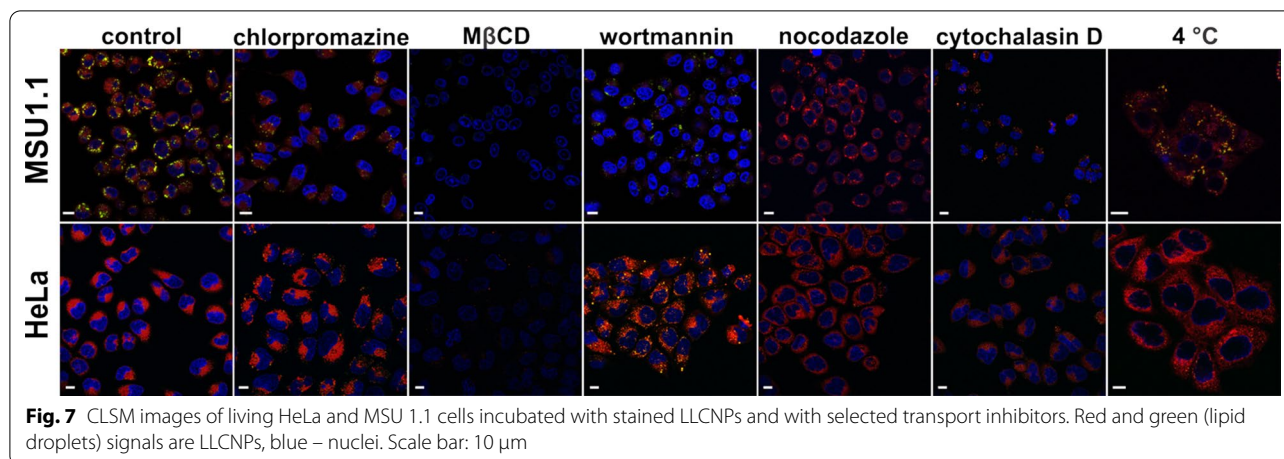 control chlorpromazine MβCD wortmannin nocodazole cytochalasin D 4 °C
MSU1.1
HeLa
Fig. 7 CLSM images of living HeLa and MSU 1.1 cells incubated with stained LLCNPs and with selected transport inhibitors. Red and green (lipid
droplets) signals are LLCNPs, blue – nuclei. Scale bar: 10 μm